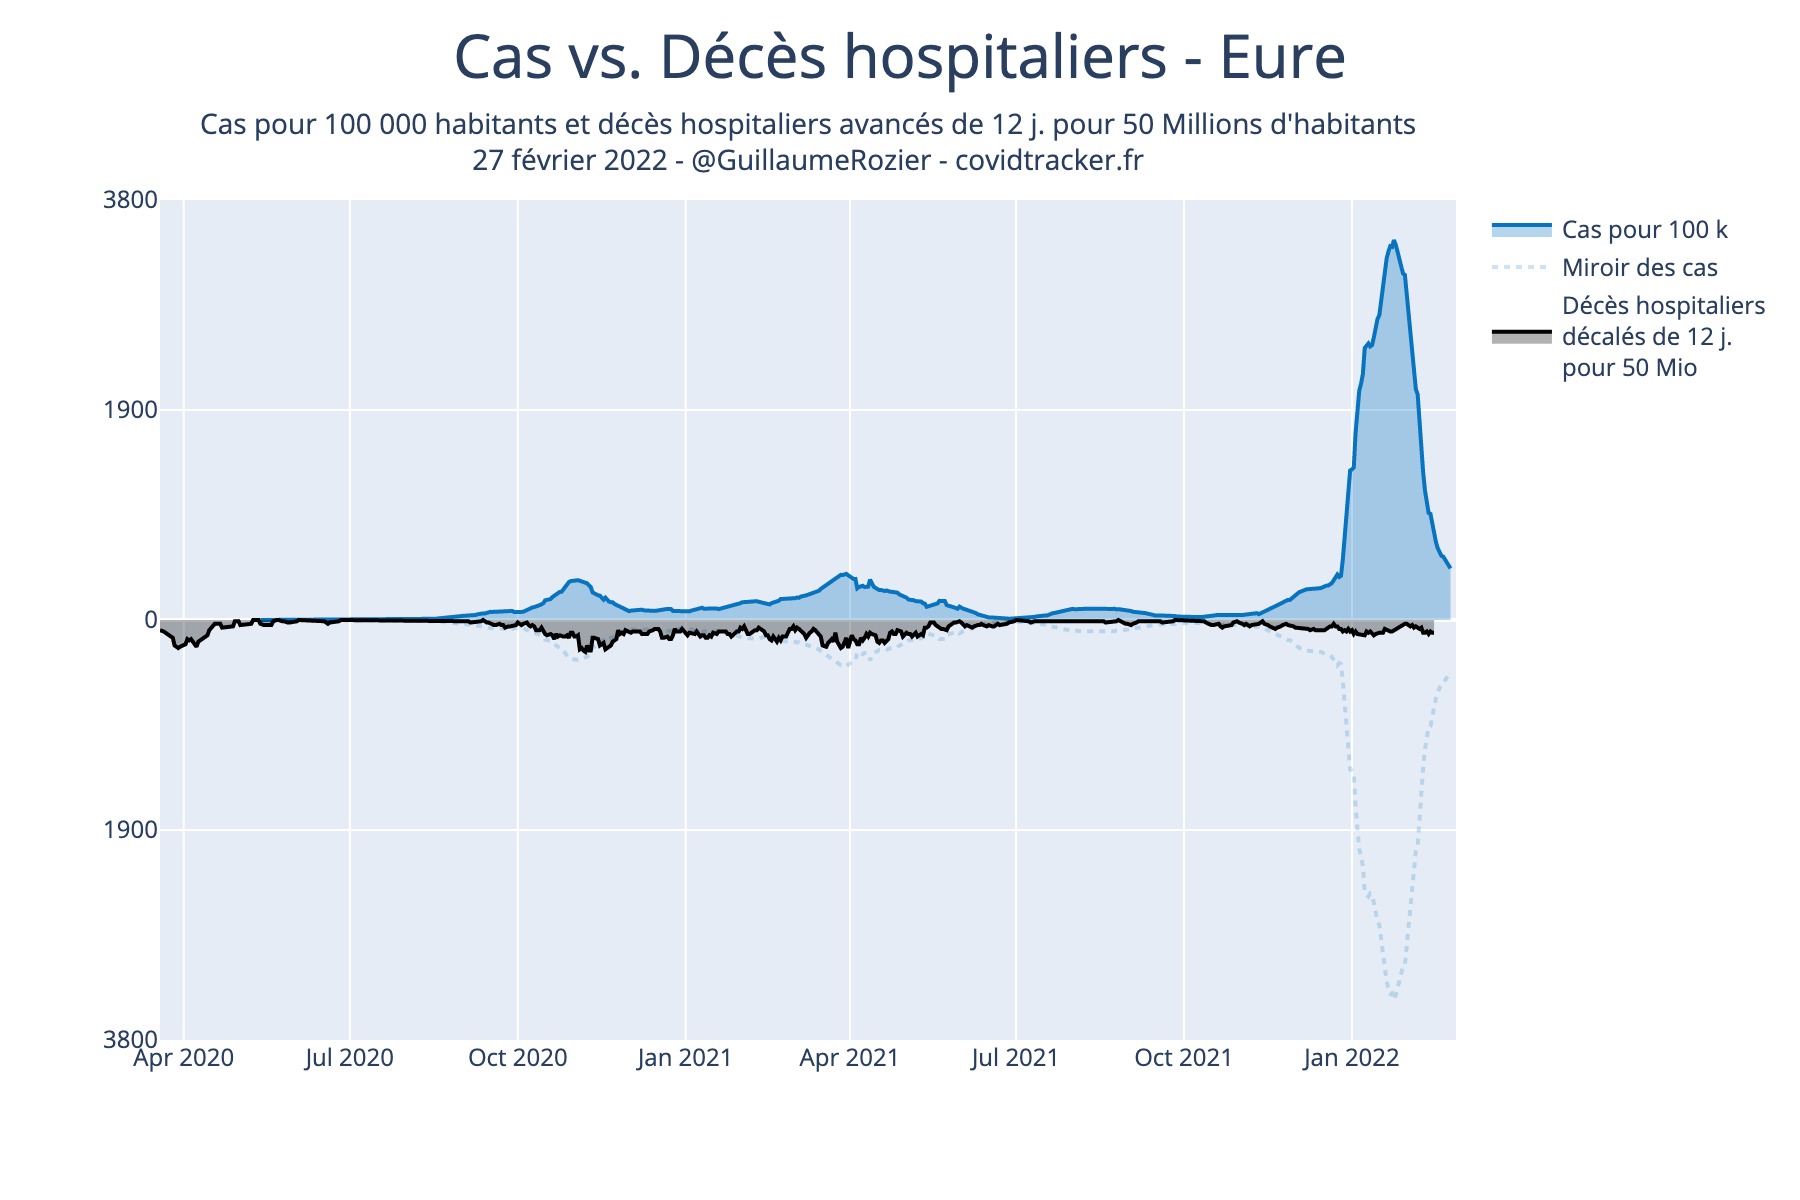 Cas vs. Décès hospitaliers - Eure
Cas pour 100 000 habitants et décès hospitaliers avancés de 12 j. pour 50 Millions d'habitants
27 février 2022 - @GuillaumeRozier - covidtracker.fr
3800
1900
0
1900
3800
Apr 2020
Jul 2020
Oct 2020
Jan 2021
Apr 2021
Jul 2021
Oct 2021
Jan 2022
Cas pour 100 k
Miroir des cas
Décès hospitaliers
décalés de 12 j.
pour 50 Mio